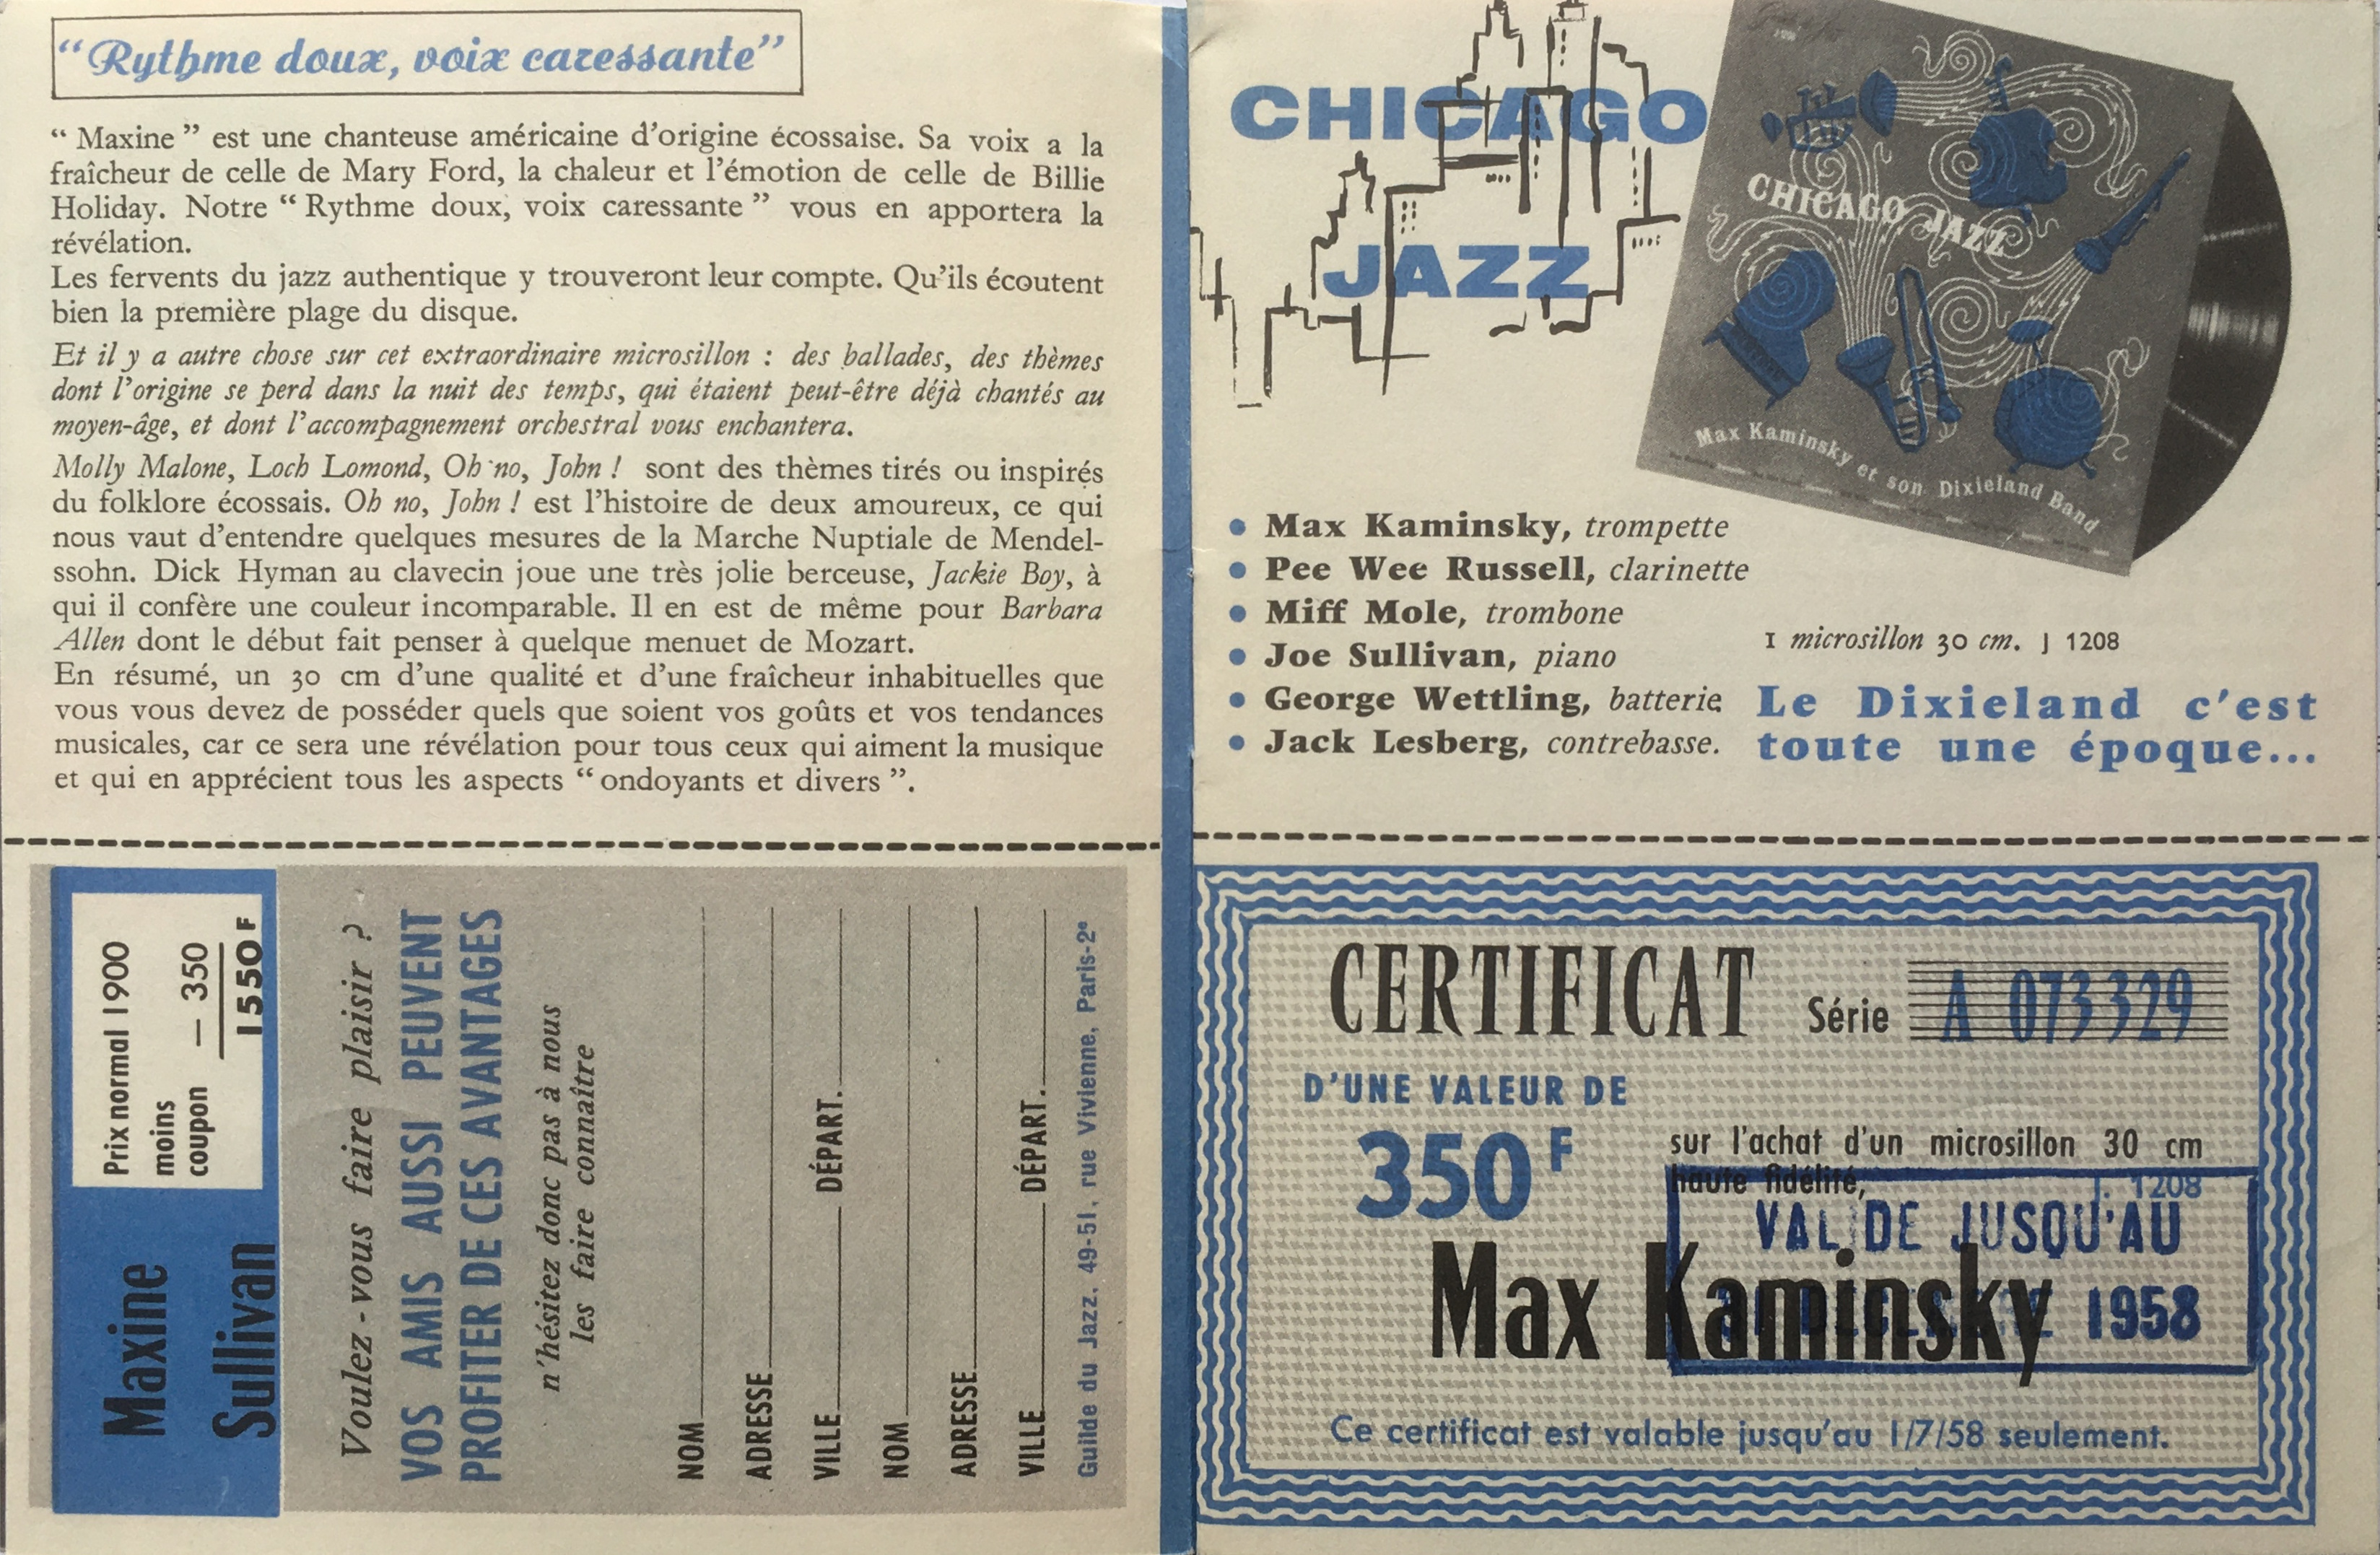 “Rythme doux, voix caressante”
“ Maxine ” est une chanteuse américaine d'origine écossaise. Sa voix a la
fraîcheur de celle de Mary Ford, la chaleur et l'émotion de celle de Billie
Holiday. Notre “ Rythme doux, voix caressante ” vous en apportera la
révélation.
Les fervents du jazz authentique y trouveront leur compte. Qu'ils écoutent
bien la première plage du disque.
Et il y a autre chose sur cet extraordinaire microsillon : des ballades, des thèmes
dont l'origine se perd dans la nuit des temps, qui étaient peut-être déjà chantés au
moyen-âge, et dont l'accompagnement orchestral vous enchantera.
Molly Malone, Loch Lomond, Oh no, John ! sont des thèmes tirés ou inspirés
du folklore écossais. Oh no, John ! est l'histoire de deux amoureux, ce qui
nous vaut d'entendre quelques mesures de la Marche Nuptiale de Mendel-
ssohn. Dick Hyman au clavecin joue une très jolie berceuse, Jackie Boy, à
qui il confère une couleur incomparable. Il en est de même pour Barbara
Allen dont le début fait penser à quelque menuet de Mozart.
En résumé, un 30 cm d'une qualité et d'une fraîcheur inhabituelles que
vous vous devez de posséder quels que soient vos goûts et vos tendances
musicales, car ce sera une révélation pour tous ceux qui aiment la musique
et qui en apprécient tous les aspects “ ondoyants et divers ”.
Maxine
Sullivan
Prix normal 1900
moins
coupon — 350
1550 F
Voulez-vous faire plaisir ?
VOS AMIS AUSSI PEUVENT
PROFITER DE CES AVANTAGES
n'hésitez donc pas à nous
les faire connaître
NOM
ADRESSE
VILLE DÉPART.
NOM
ADRESSE
VILLE DÉPART.
Guilde du Jazz. 49-51, rue Vivienne, Paris-2e
CHICAGO
JAZZ
CHICAGO JAZZ
Max Kaminsky et son Dixieland Band
• Max Kaminsky, trompette
• Pee Wee Russell, clarinette
• Miff Mole, trombone
• Joe Sullivan, piano
• George Wettling, batterie
• Jack Lesberg, contrebasse.
1 microsillon 30 cm. J 1208
Le Dixieland c'est
toute une époque...
CERTIFICAT Série A 073329
D'UNE VALEUR DE
350 F
sur l'achat d'un microsillon 30 cm
haute fidélité, J. 1208
VALIDE JUSQU'AU
31 DÉCEMBRE 1958
Max Kaminsky
Ce certificat est valable jusqu'au 1/7/58 seulement.